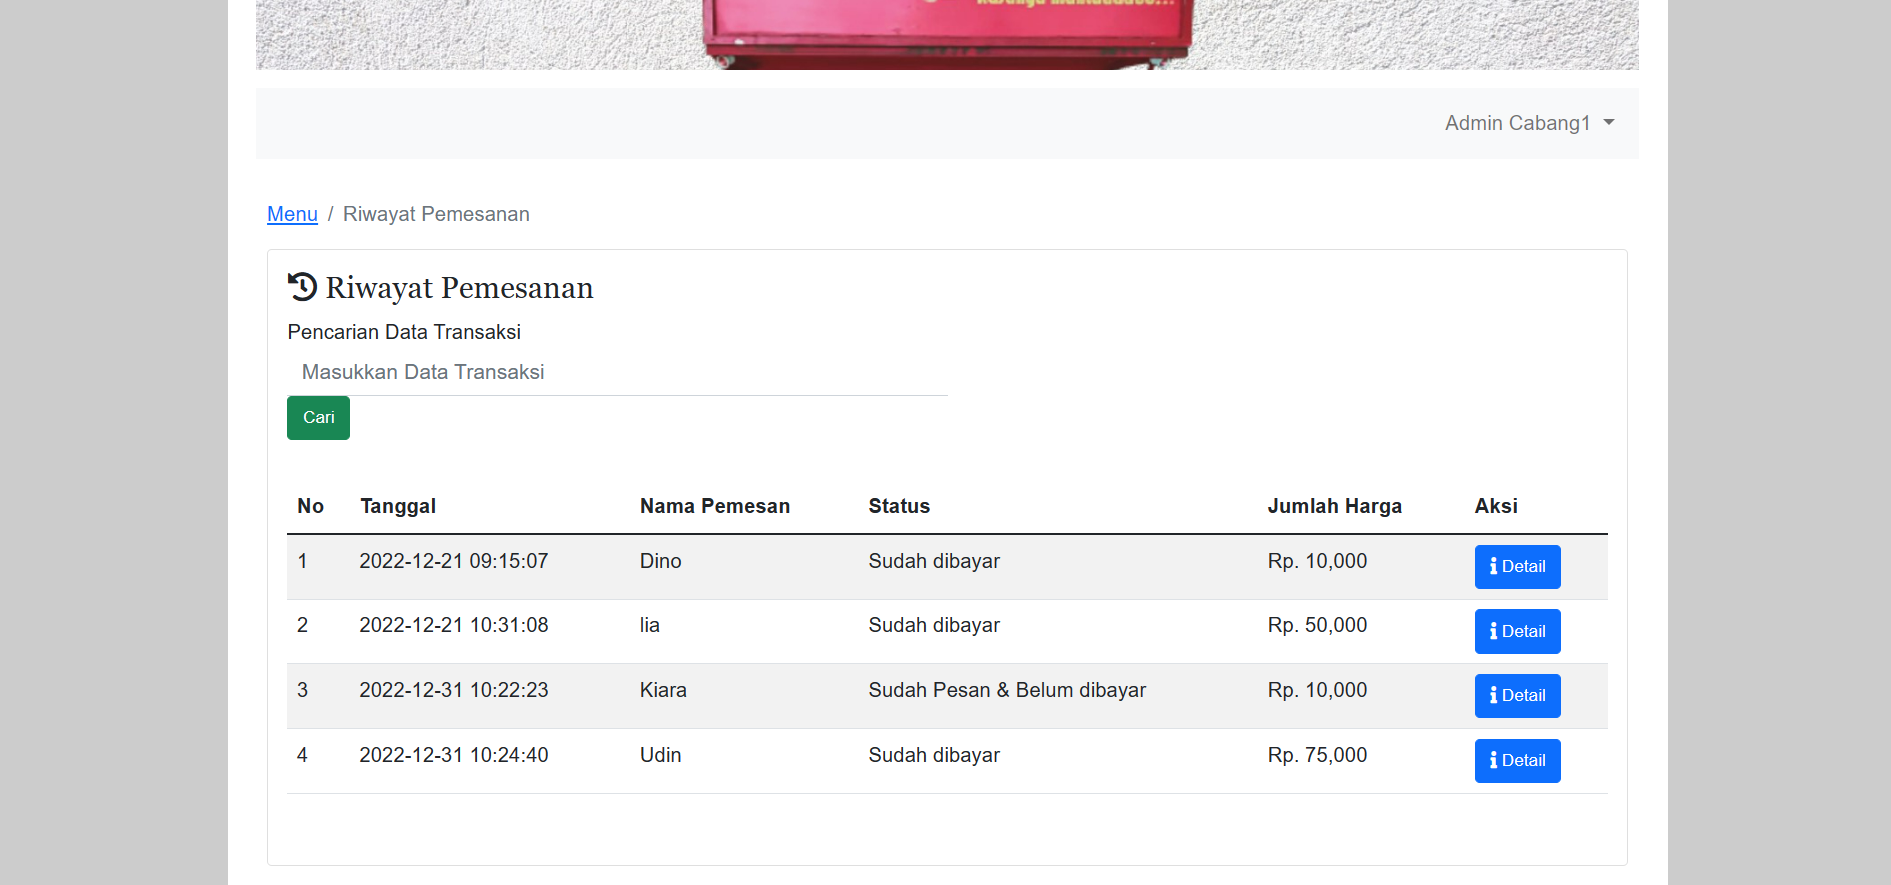 Admin Cabang1
Menu / Riwayat Pemesanan
Riwayat Pemesanan
Pencarian Data Transaksi
Masukkan Data Transaksi
Cari
No Tanggal Nama Pemesan Status Jumlah Harga Aksi
1 2022-12-21 09:15:07 Dino Sudah dibayar Rp. 10,000 Detail
2 2022-12-21 10:31:08 lia Sudah dibayar Rp. 50,000 Detail
3 2022-12-31 10:22:23 Kiara Sudah Pesan & Belum dibayar Rp. 10,000 Detail
4 2022-12-31 10:24:40 Udin Sudah dibayar Rp. 75,000 Detail